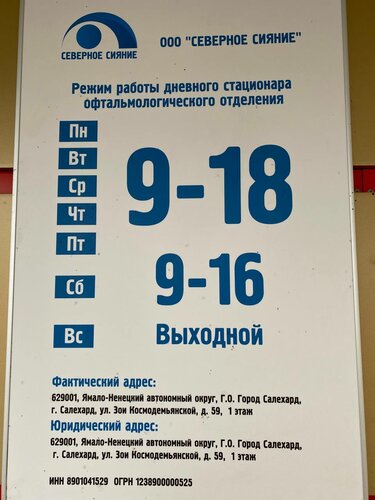 СЕВЕРНОЕ СИЯНИЕ
ООО "СЕВЕРНОЕ СИЯНИЕ"
Режим работы дневного стационара
офтальмологического отделения
Пн
Вт
Ср
Чт
Пт
9-18
Сб
9-16
Вс
Выходной
Фактический адрес:
629001, Ямало-Ненецкий автономный округ, Г.О. Город Салехард,
г. Салехард, ул. Зои Космодемьянской, д. 59, 1 этаж
Юридический адрес:
629001, Ямало-Ненецкий автономный округ, Г.О. Город Салехард,
г. Салехард, ул. Зои Космодемьянской, д. 59, 1 этаж
ИНН 8901041529 ОГРН 1238900000525